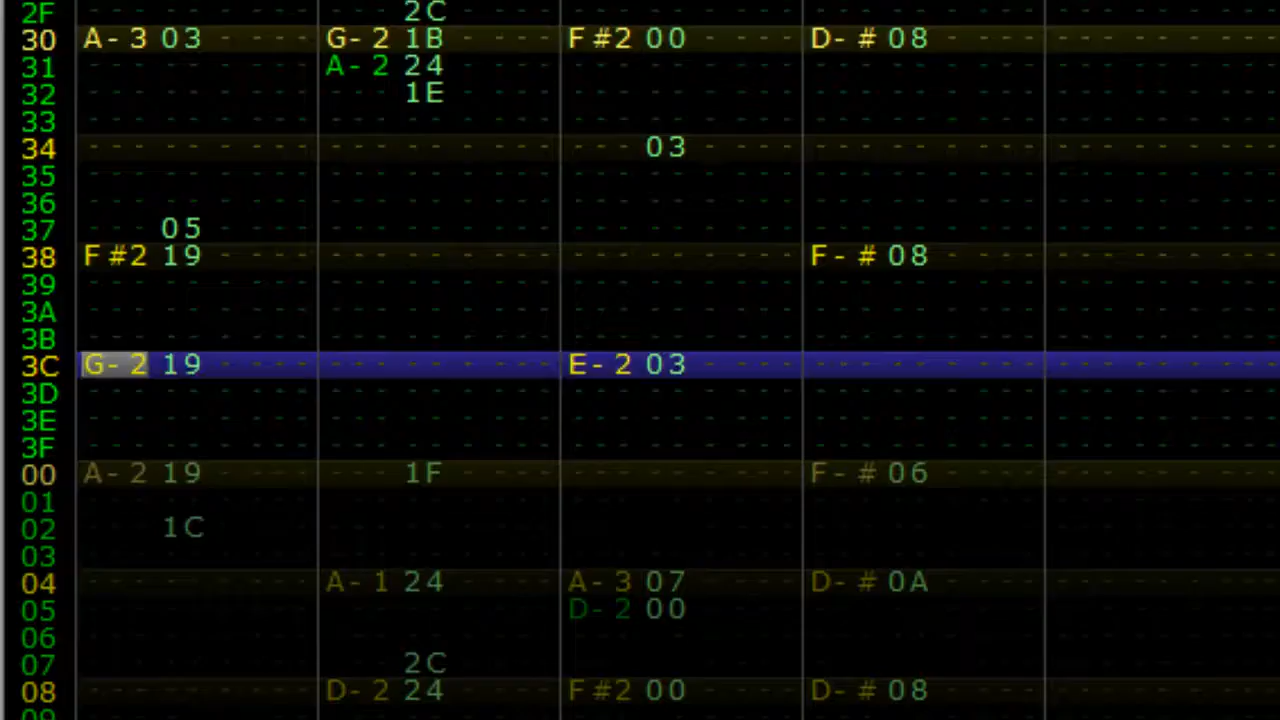 2F 2C
30 A-3 03 G-2 1B F#2 00 D-# 08
31 A-2 24
32 1E
33
34 03
35
36
37 05
38 F#2 19 F-# 08
39
3A
3B
3C G-2 19 E-2 03
3D
3E
3F
00 A-2 19 1F F-# 06
01
02 1C
03
04 A-1 24 A-3 07 D-# 0A
05 D-2 00
06
07 2C
08 D-2 24 F#2 00 D-# 08
09